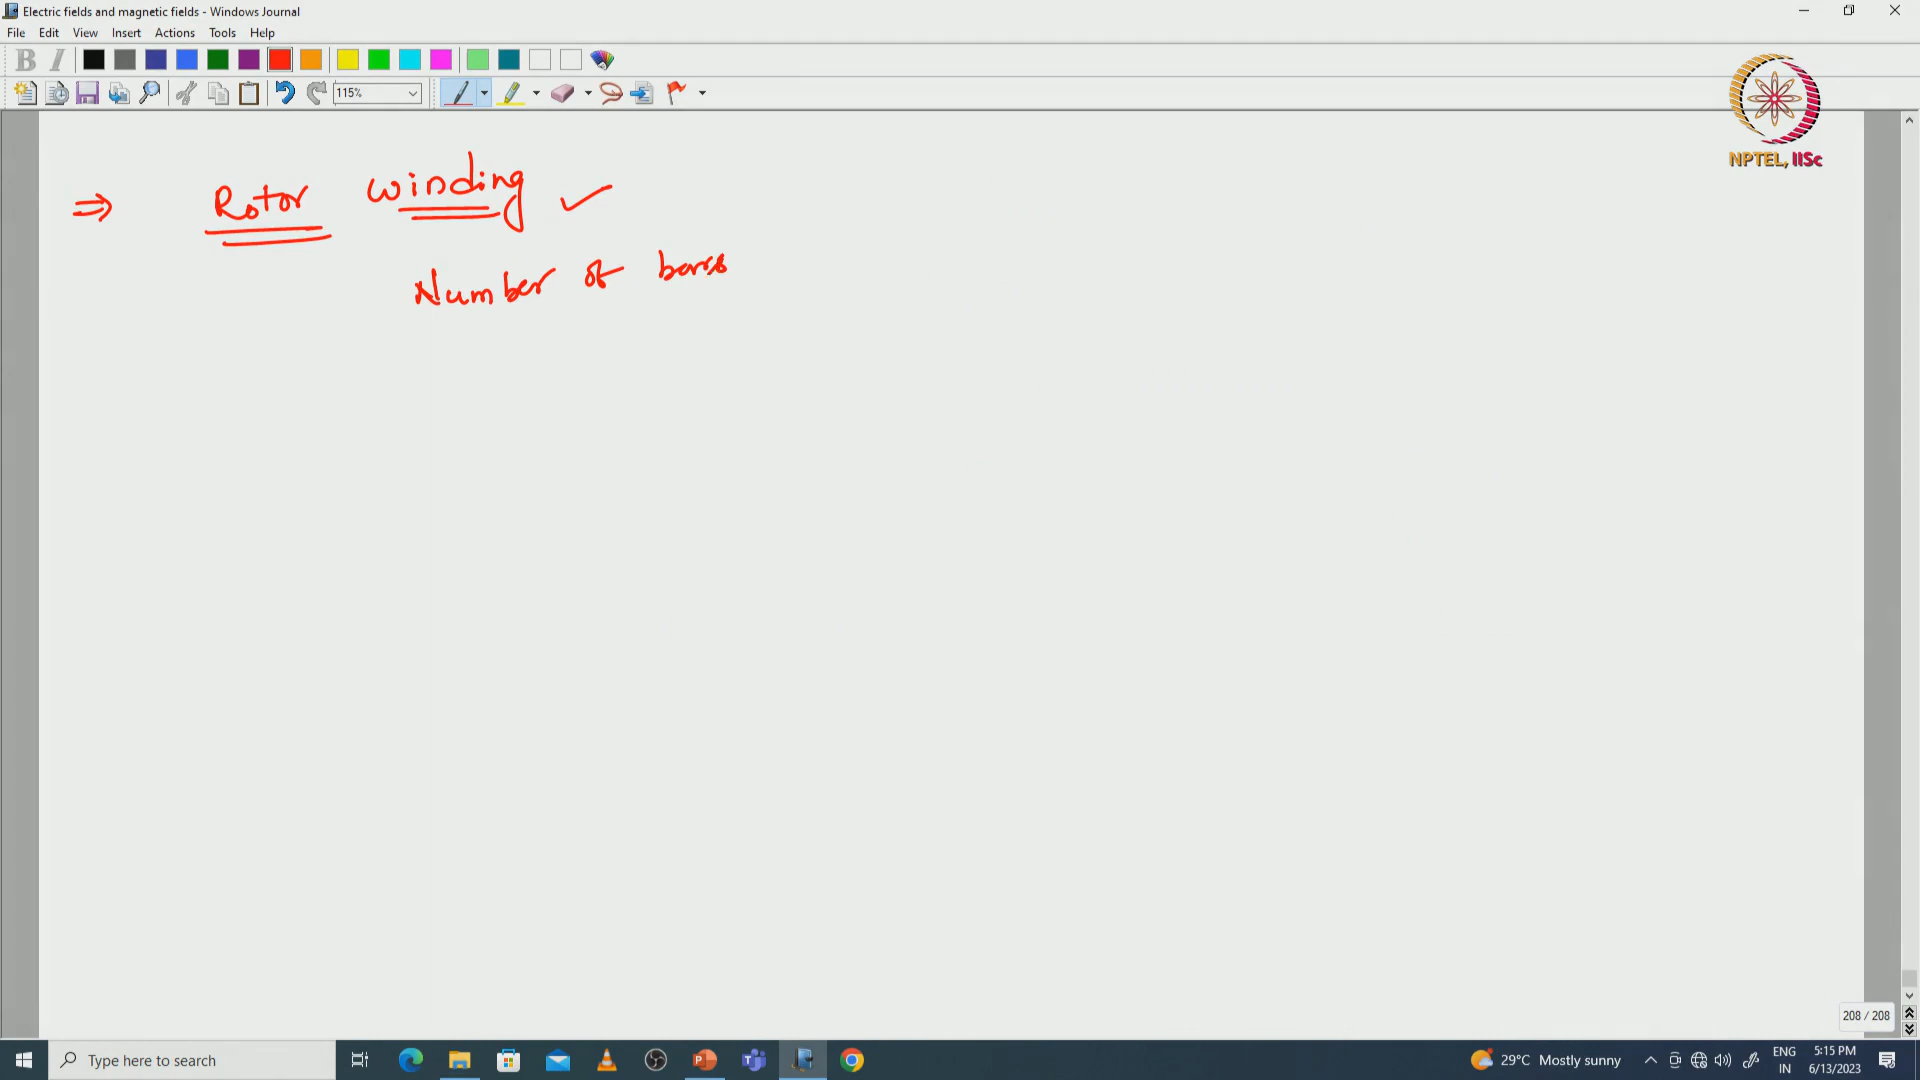 Electric fields and magnetic fields - Windows Journal
File Edit View Insert Actions Tools Help
B I
115%
NPTEL, IISc
⇒ Rotor winding ✓
Number of bars
208 / 208
Type here to search
29°C Mostly sunny
ENG
IN
5:15 PM
6/13/2023